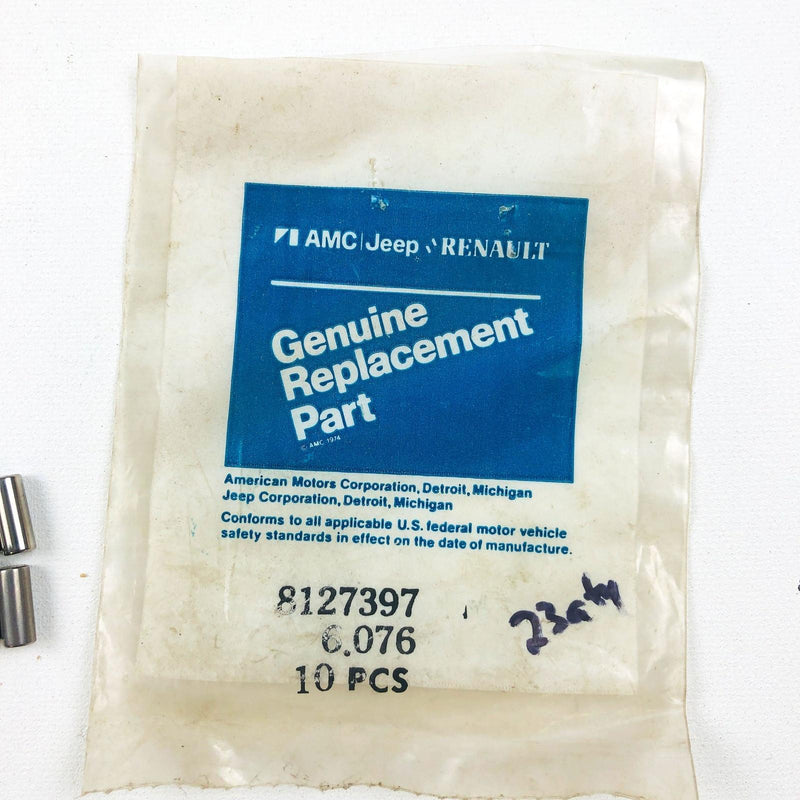 AMC Jeep RENAULT
Genuine
Replacement
Part
© AMC 1974
American Motors Corporation, Detroit, Michigan
Jeep Corporation, Detroit, Michigan
Conforms to all applicable U.S. federal motor vehicle
safety standards in effect on the date of manufacture.
8127397
6.076
10 PCS
23 qty